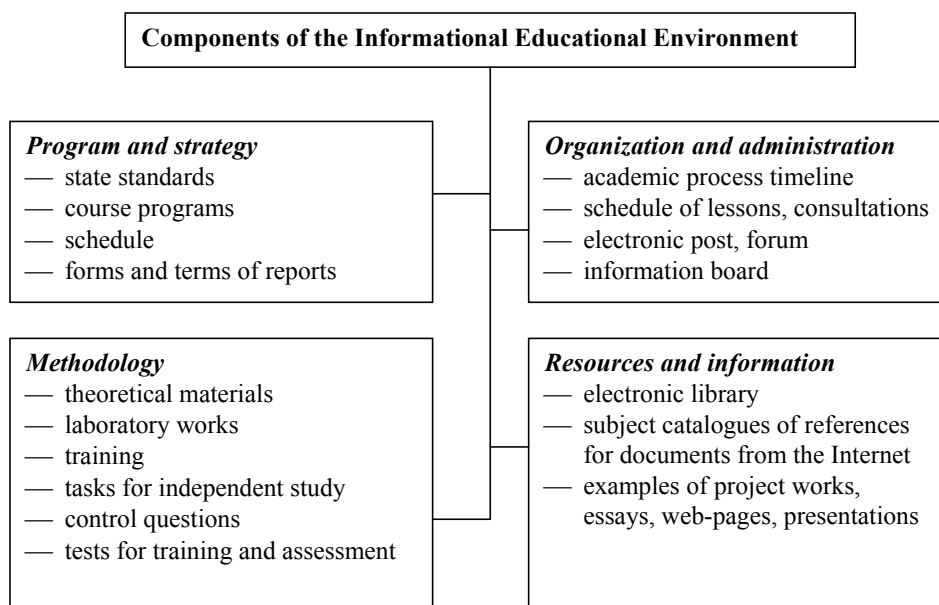 Components of the Informational Educational Environment
Program and strategy
— state standards
— course programs
— schedule
— forms and terms of reports
Organization and administration
— academic process timeline
— schedule of lessons, consultations
— electronic post, forum
— information board
Methodology
— theoretical materials
— laboratory works
— training
— tasks for independent study
— control questions
— tests for training and assessment
Resources and information
— electronic library
— subject catalogues of references
for documents from the Internet
— examples of project works,
essays, web-pages, presentations